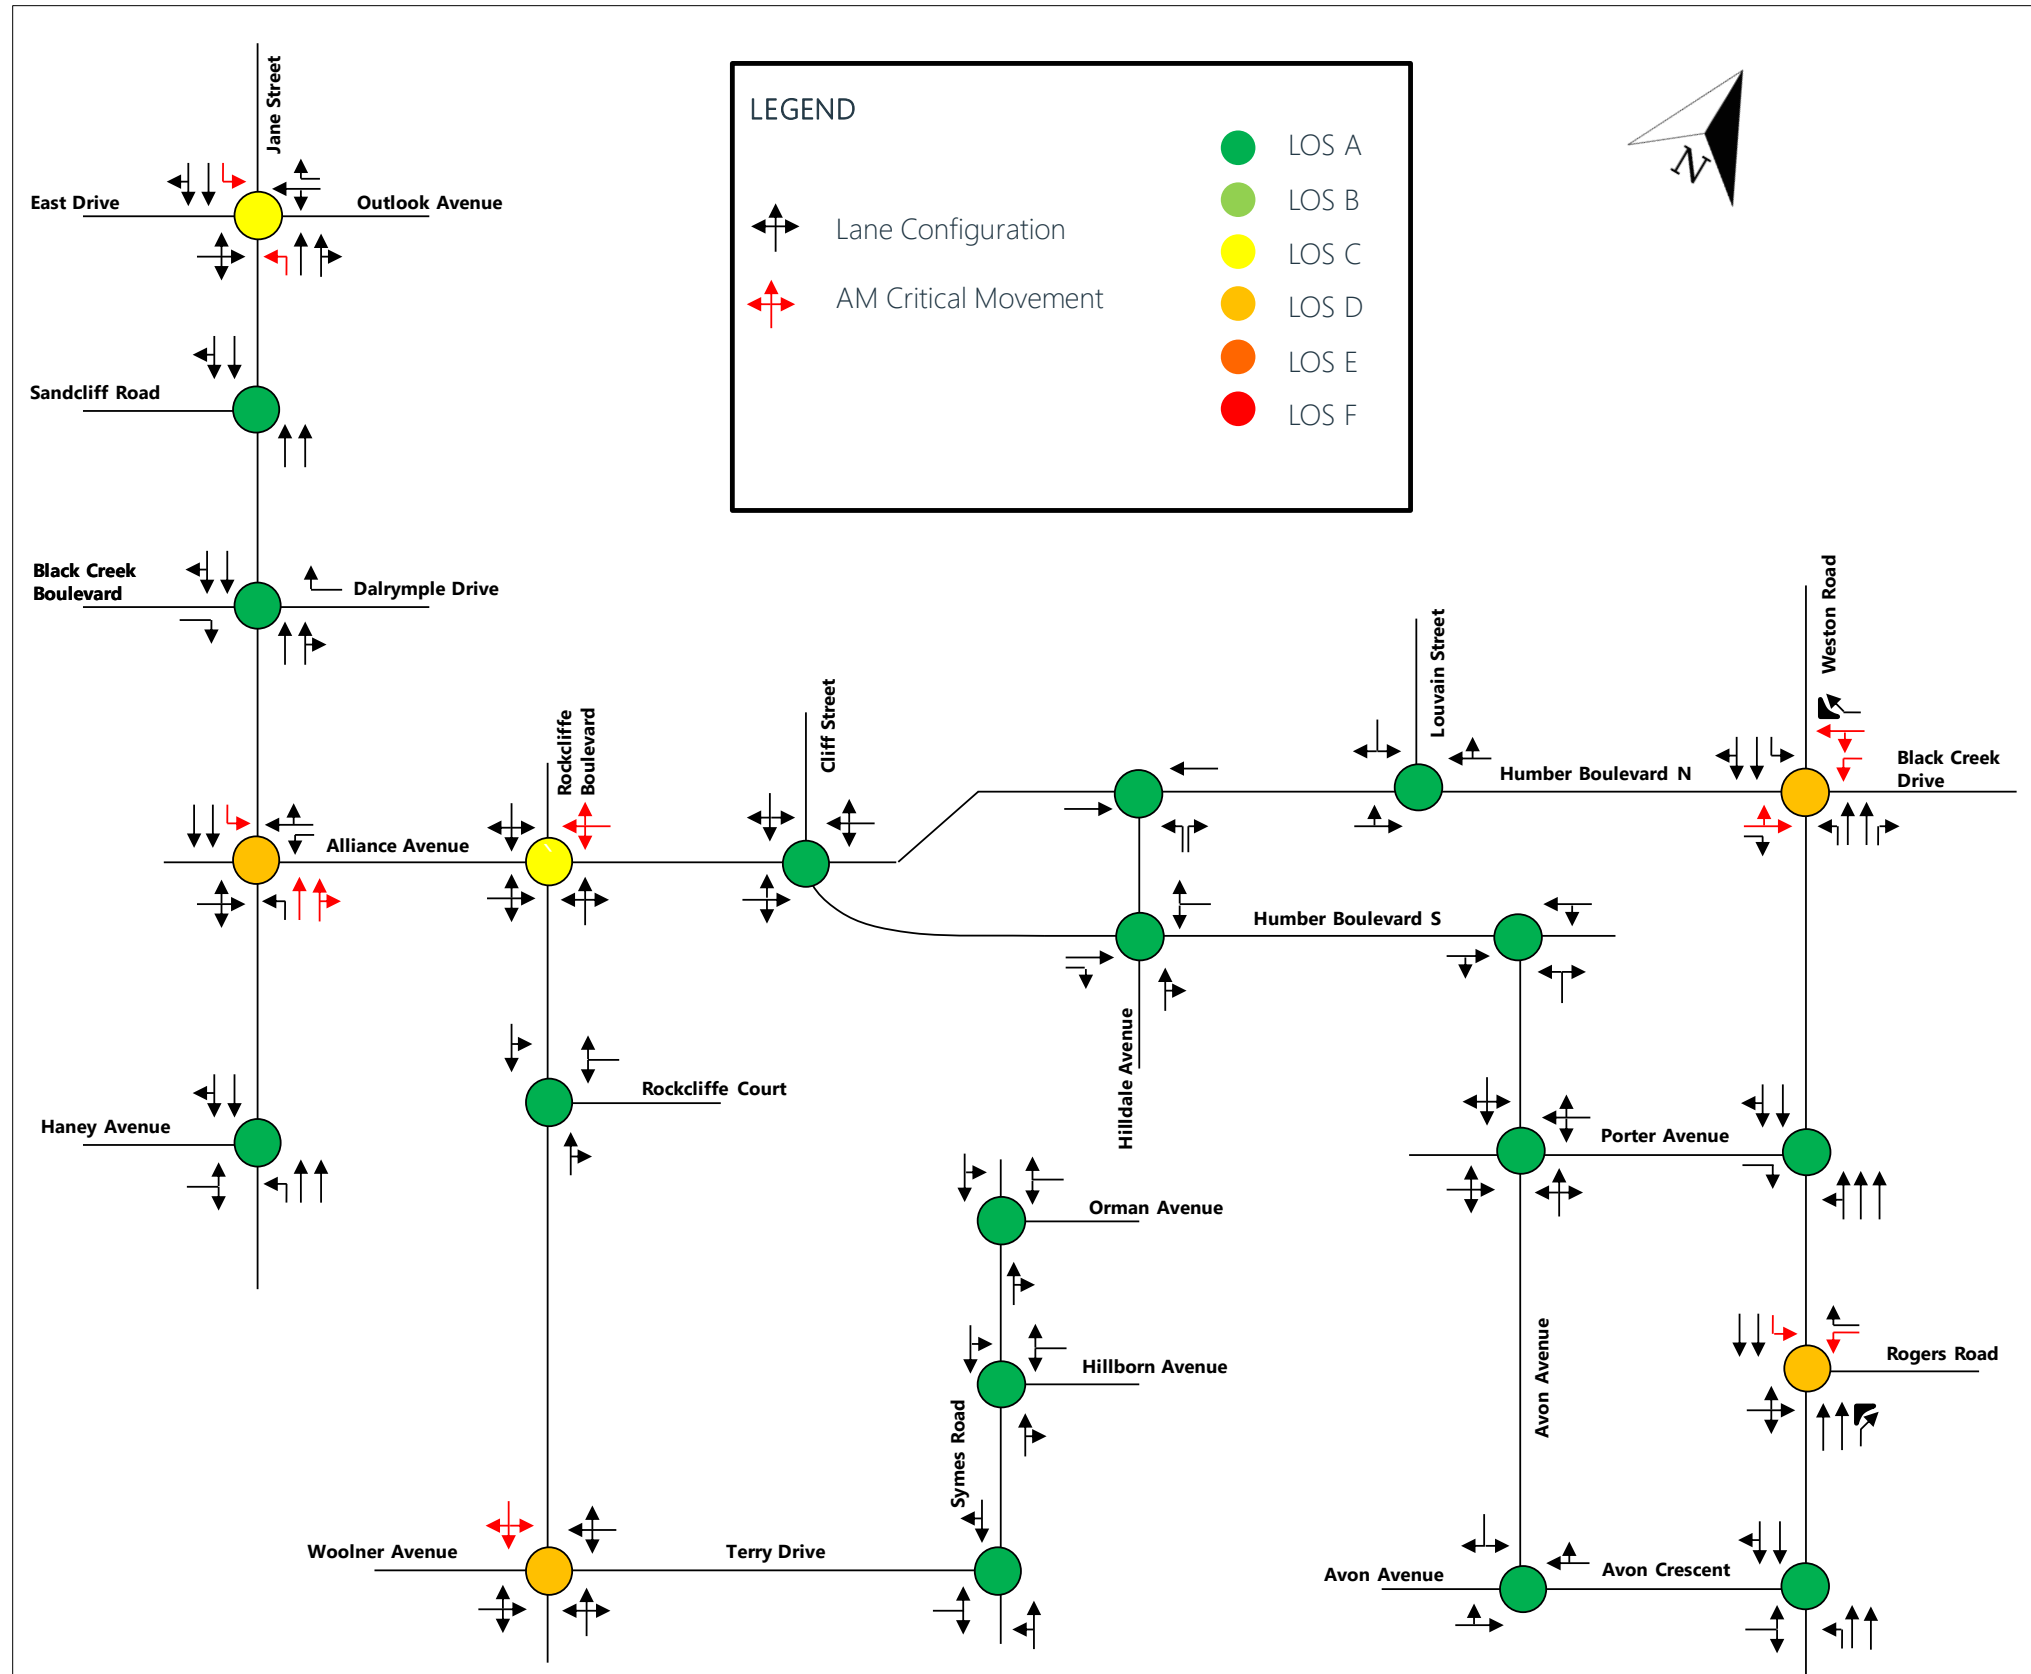 Jane Street
LEGEND
LOS A
LOS B
LOS C
LOS D
LOS E
LOS F
Lane Configuration
AM Critical Movement
N
East Drive
Outlook Avenue
Sandcliff Road
Black Creek
Boulevard
Dalrymple Drive
Weston Road
Louvain Street
Cliff Street
Rockcliffe
Boulevard
Humber Boulevard N
Black Creek
Drive
Alliance Avenue
Humber Boulevard S
Hilldale Avenue
Rockcliffe Court
Haney Avenue
Porter Avenue
Orman Avenue
Avon Avenue
Rogers Road
Hillborn Avenue
Symes Road
Woolner Avenue
Terry Drive
Avon Avenue
Avon Crescent